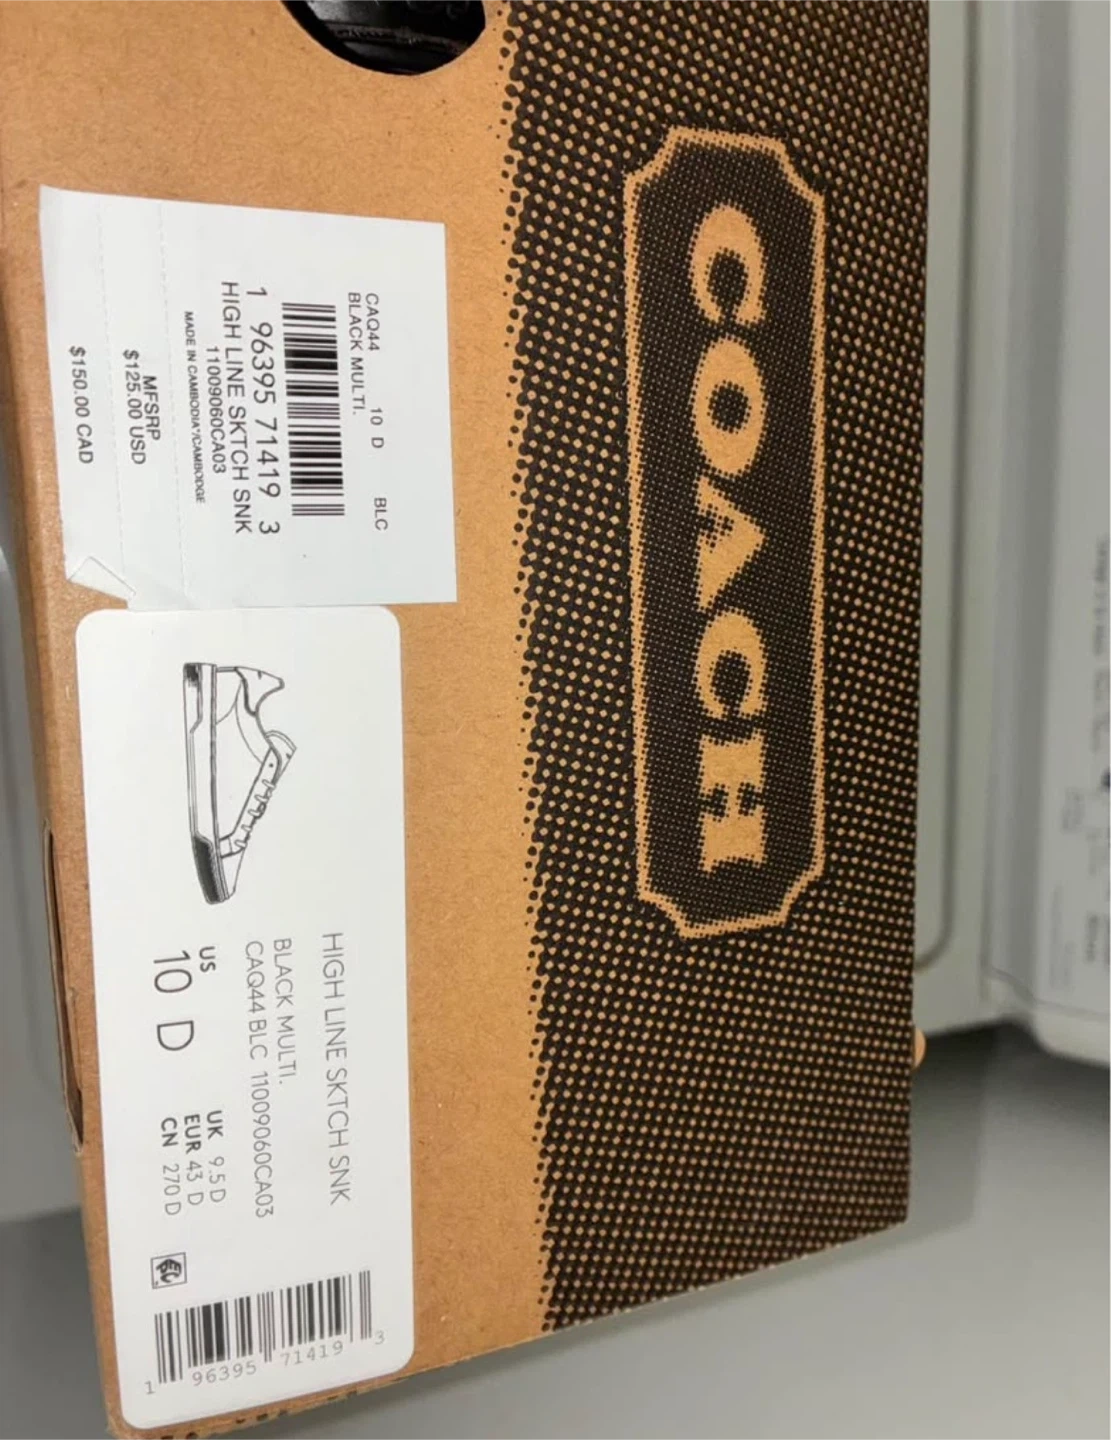 COACH
CAQ44 10 D BLC
BLACK MULTI.
1 96395 71419 3
HIGH LINE SKTCH SNK
11009060CA03
MADE IN CAMBODIA*/CAMBODGE
MFSRP
$125.00 USD
$150.00 CAD
HIGH LINE SKTCH SNK
BLACK MULTI.
CAQ44 BLC 11009060CA03
US
10 D
UK 9.5 D
EUR 43 D
CN 270 D
1 96395 71419 3